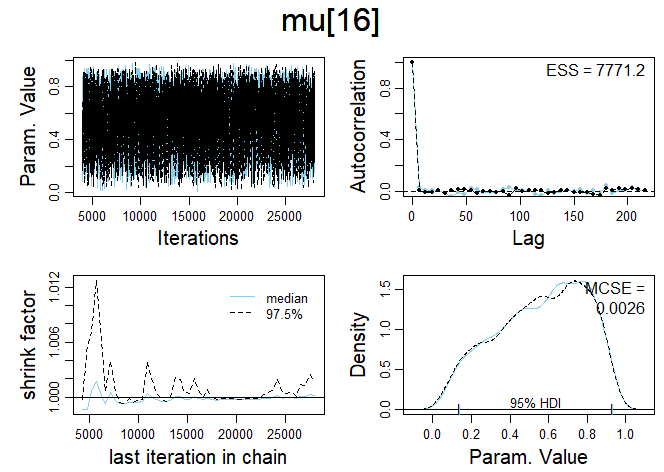 mu[16]
Param. Value
0.0 0.4 0.8
5000 10000 15000 20000 25000
Iterations
Autocorrelation
0.0 0.4 0.8
ESS = 7771.2
0 50 100 150 200
Lag
shrink factor
1.000 1.006 1.012
median
97.5%
5000 10000 15000 20000 25000
last iteration in chain
Density
0.0 0.5 1.0 1.5
MCSE =
0.0026
95% HDI
0.0 0.2 0.4 0.6 0.8 1.0
Param. Value